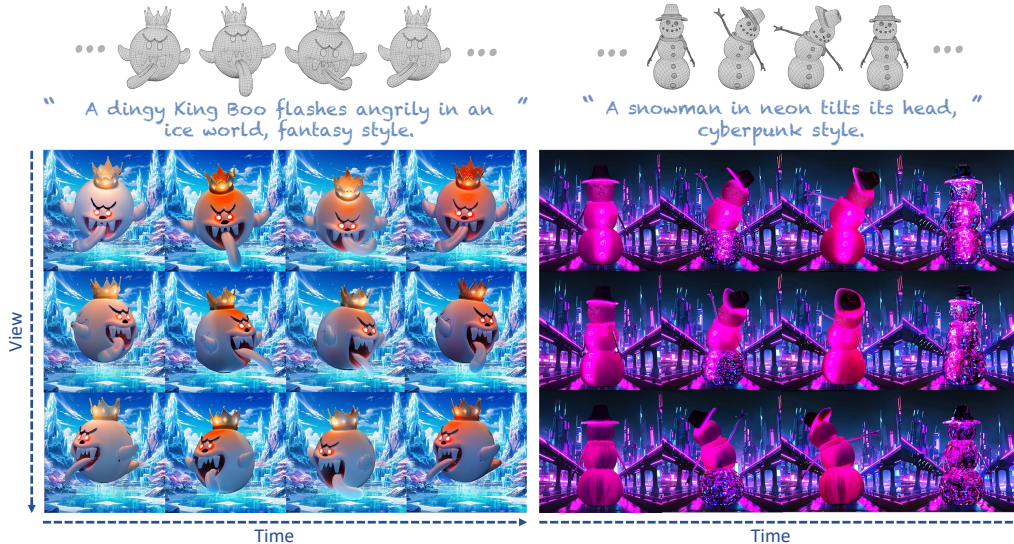 “ A dingy King Boo flashes angrily in an ”
ice world, fantasy style.
“ A snowman in neon tilts its head, ”
cyberpunk style.
View
Time
Time